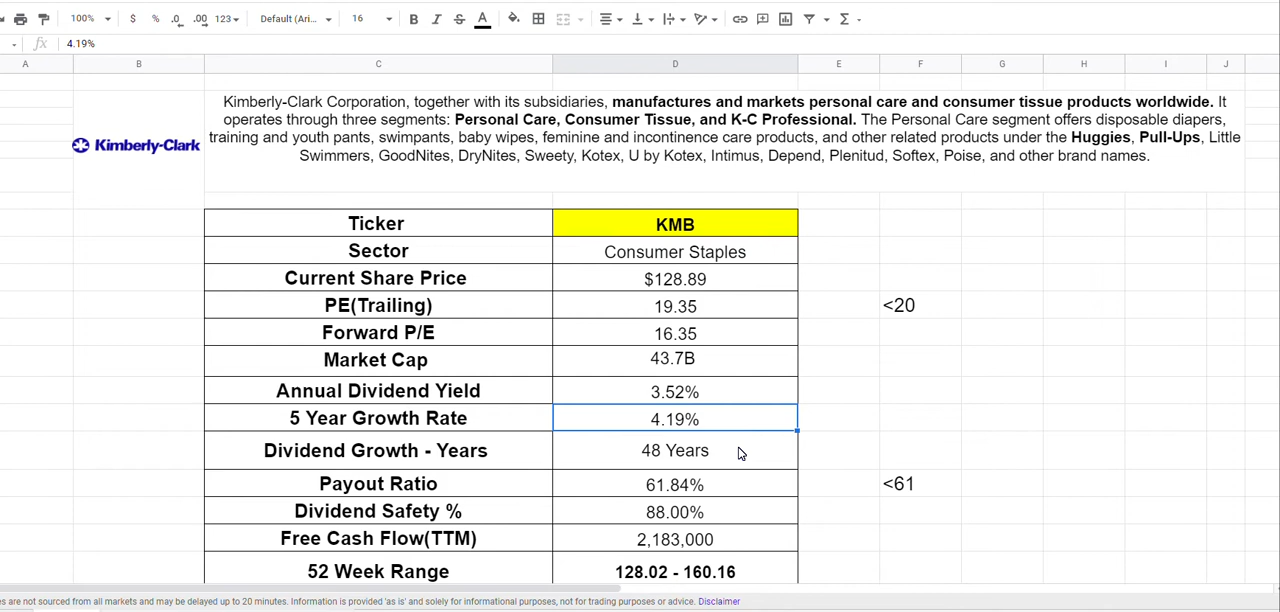 100% $ % .0 .00 123 Default (Ari... 16 B I S A Σ
fx 4.19%
A B C D E F G H I J
Kimberly-Clark Corporation, together with its subsidiaries, manufactures and markets personal care and consumer tissue products worldwide. It
operates through three segments: Personal Care, Consumer Tissue, and K-C Professional. The Personal Care segment offers disposable diapers,
training and youth pants, swimpants, baby wipes, feminine and incontinence care products, and other related products under the Huggies, Pull-Ups, Little
Swimmers, GoodNites, DryNites, Sweety, Kotex, U by Kotex, Intimus, Depend, Plenitud, Softex, Poise, and other brand names.
Kimberly-Clark
Ticker KMB
Sector Consumer Staples
Current Share Price $128.89
PE(Trailing) 19.35 <20
Forward P/E 16.35
Market Cap 43.7B
Annual Dividend Yield 3.52%
5 Year Growth Rate 4.19%
Dividend Growth - Years 48 Years
Payout Ratio 61.84% <61
Dividend Safety % 88.00%
Free Cash Flow(TTM) 2,183,000
52 Week Range 128.02 - 160.16
es are not sourced from all markets and may be delayed up to 20 minutes. Information is provided 'as is' and solely for informational purposes, not for trading purposes or advice. Disclaimer